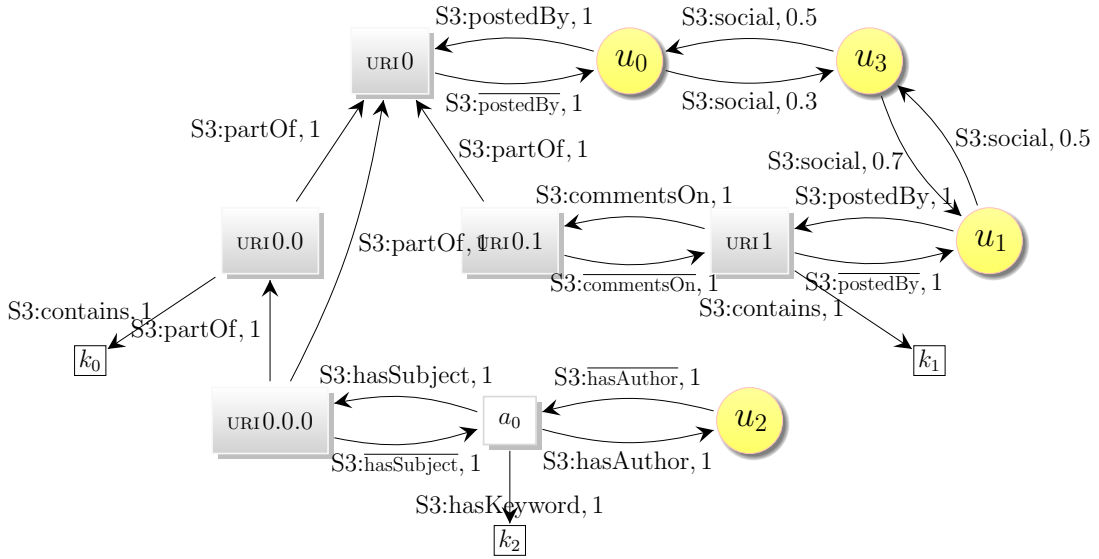 S3:postedBy, 1
S3:social, 0.5
URI0
u₀
u₃
S3:postedBy, 1
S3:social, 0.3
S3:partOf, 1
S3:partOf, 1
S3:social, 0.7
S3:social, 0.5
S3:commentsOn, 1
S3:postedBy, 1
URI0.0
S3:partOf, 1
URI0.1
URI1
u₁
S3:commentsOn, 1
S3:postedBy, 1
S3:contains, 1
S3:contains, 1
S3:partOf, 1
k₀
k₁
S3:hasSubject, 1
S3:hasAuthor, 1
URI0.0.0
a₀
u₂
S3:hasSubject, 1
S3:hasAuthor, 1
S3:hasKeyword, 1
k₂